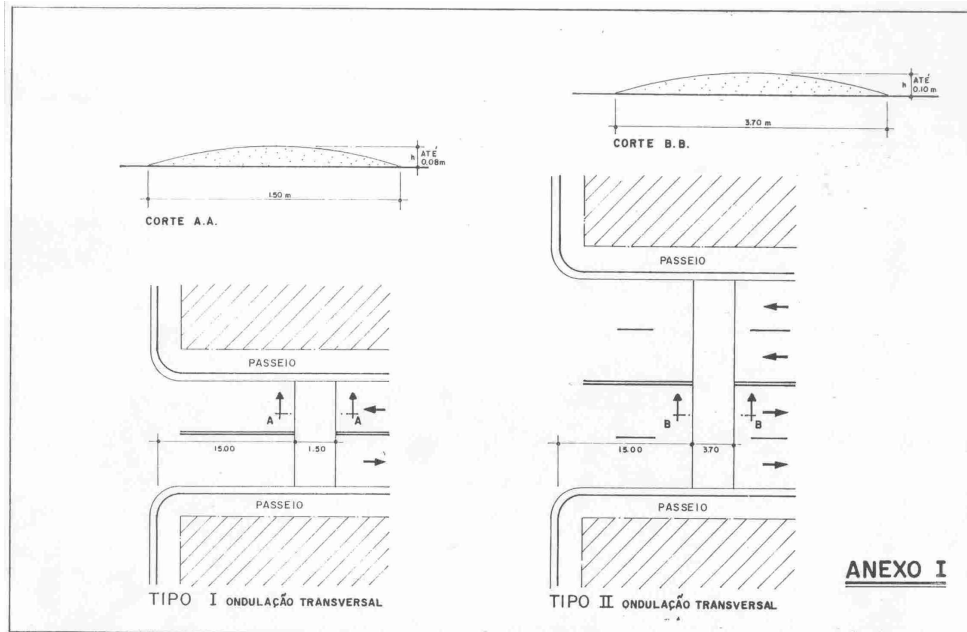 h
ATÉ
0.10 m
3.70 m
CORTE B.B.
h
ATÉ
0,08m
1.50 m
CORTE A.A.
PASSEIO
A
A
15.00
1.50
PASSEIO
TIPO I ONDULAÇÃO TRANSVERSAL
PASSEIO
B
B
15.00
3.70
PASSEIO
TIPO II ONDULAÇÃO TRANSVERSAL
ANEXO I